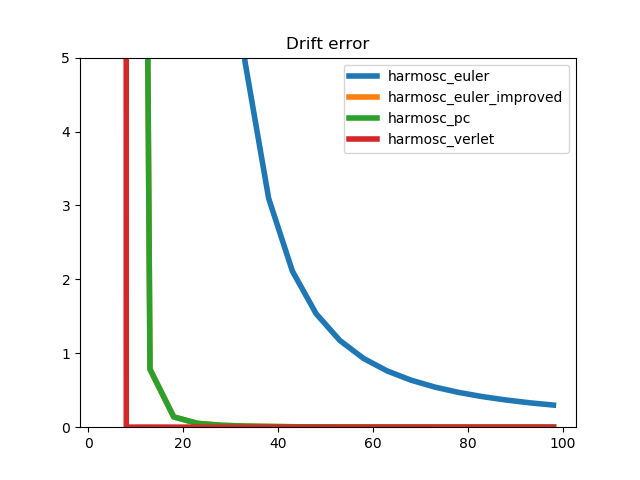 Drift error
harmosc_euler
harmosc_euler_improved
harmosc_pc
harmosc_verlet
5
4
3
2
1
0
0 20 40 60 80 100